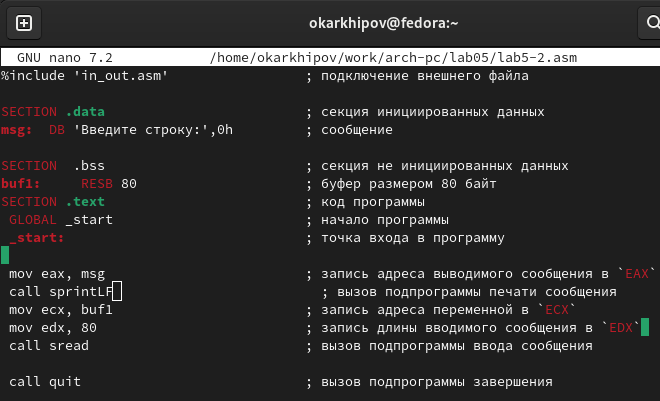 okarkhipov@fedora:~
GNU nano 7.2 /home/okarkhipov/work/arch-pc/lab05/lab5-2.asm
%include 'in_out.asm' ; подключение внешнего файла
SECTION .data ; секция инициированных данных
msg: DB 'Введите строку:',0h ; сообщение
SECTION .bss ; секция не инициированных данных
buf1: RESB 80 ; буфер размером 80 байт
SECTION .text ; код программы
GLOBAL _start ; начало программы
_start: ; точка входа в программу
mov eax, msg ; запись адреса выводимого сообщения в `EAX`
call sprintLF ; вызов подпрограммы печати сообщения
mov ecx, buf1 ; запись адреса переменной в `ECX`
mov edx, 80 ; запись длины вводимого сообщения в `EDX`
call sread ; вызов подпрограммы ввода сообщения
call quit ; вызов подпрограммы завершения